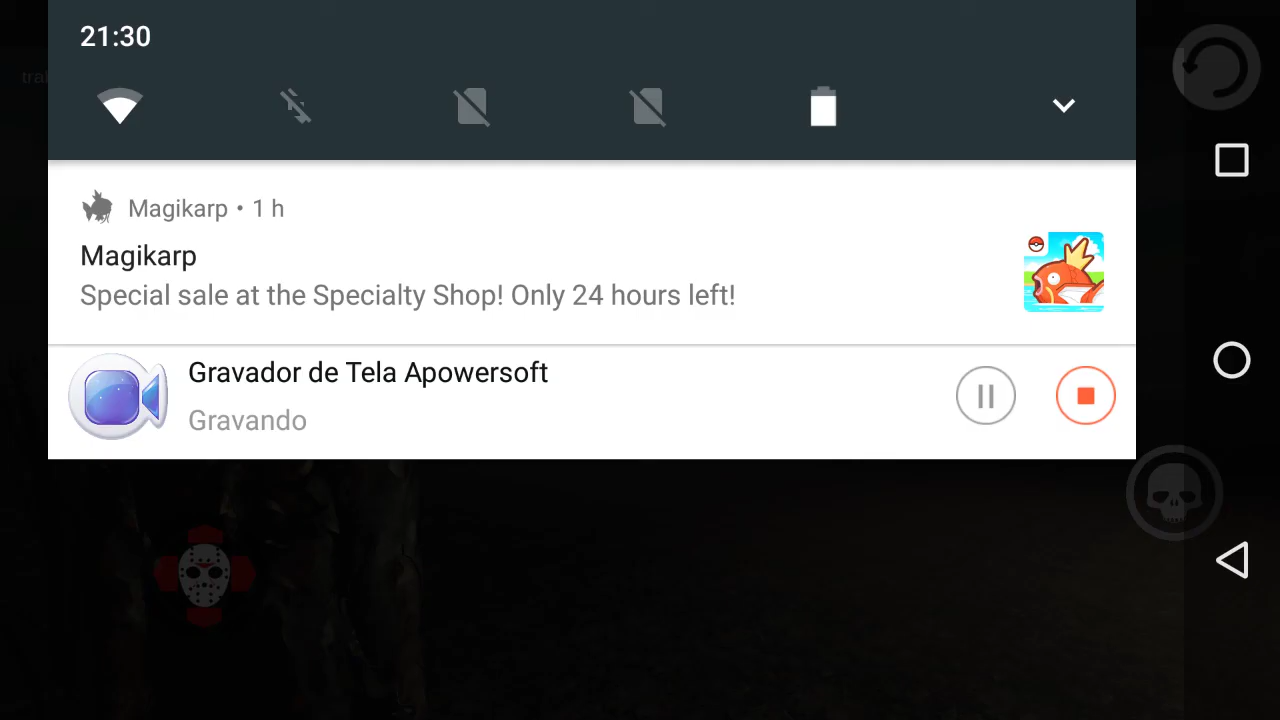 21:30
Magikarp • 1 h
Magikarp
Special sale at the Specialty Shop! Only 24 hours left!
Gravador de Tela Apowersoft
Gravando